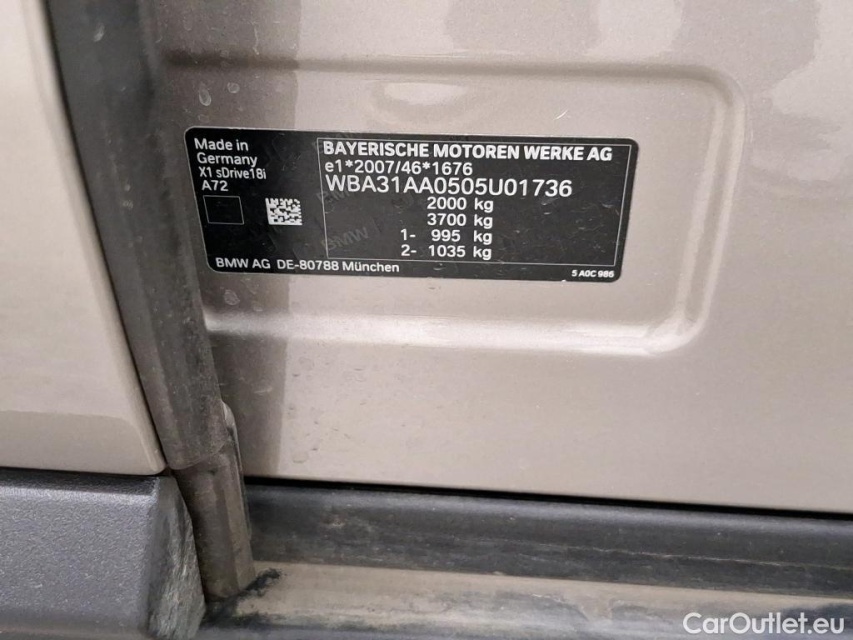 Made in
Germany
X1 sDrive18i
A72
BAYERISCHE MOTOREN WERKE AG
e1*2007/46*1676
WBA31AA0505U01736
2000 kg
3700 kg
1- 995 kg
2- 1035 kg
BMW AG DE-80788 München
5 A0C 986
CarOutlet.eu